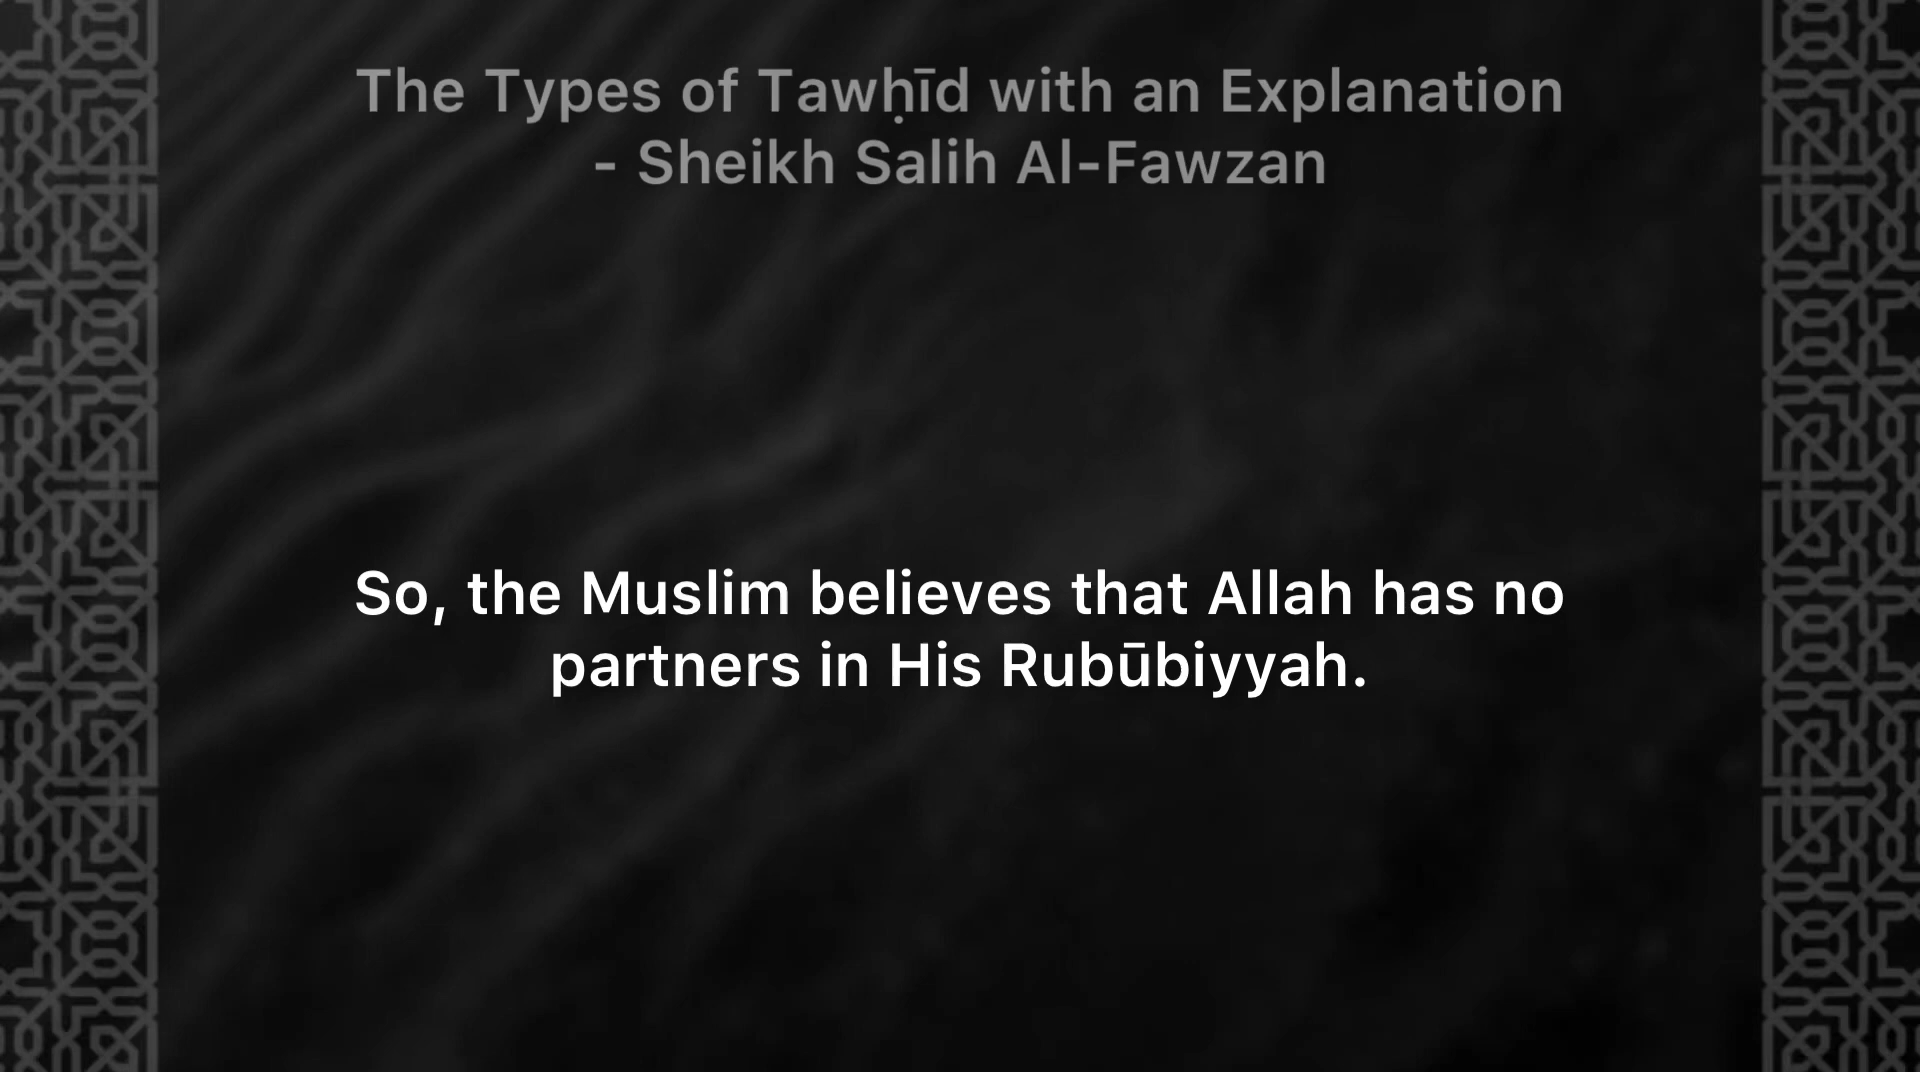 The Types of Tawḥīd with an Explanation
- Sheikh Salih Al-Fawzan
So, the Muslim believes that Allah has no
partners in His Rubūbiyyah.